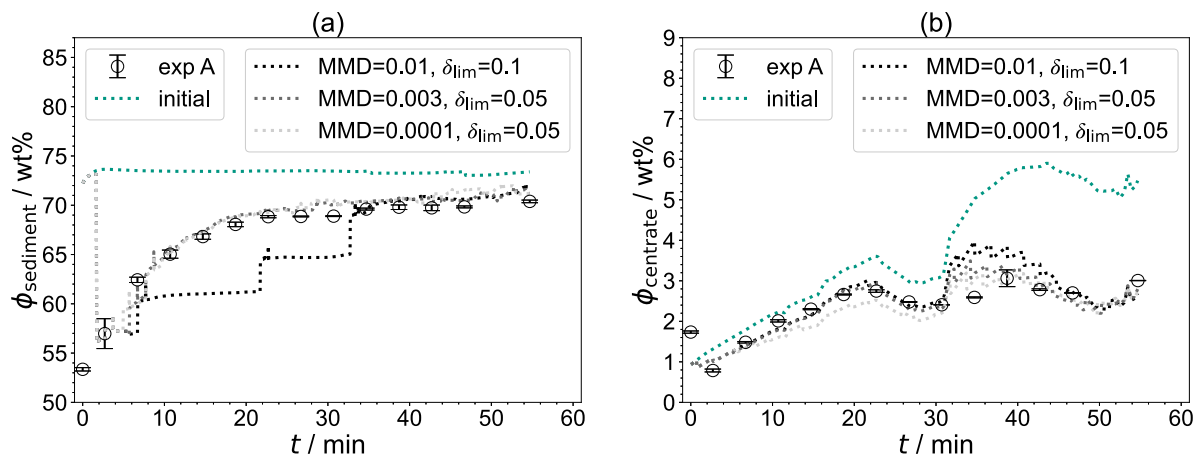 (a)
85
80
75
70
65
60
55
50
ϕsediment / wt%
exp A
initial
MMD=0.01, δlim=0.1
MMD=0.003, δlim=0.05
MMD=0.0001, δlim=0.05
0 10 20 30 40 50 60
t / min
(b)
9
8
7
6
5
4
3
2
1
0
ϕcentrate / wt%
exp A
initial
MMD=0.01, δlim=0.1
MMD=0.003, δlim=0.05
MMD=0.0001, δlim=0.05
0 10 20 30 40 50 60
t / min